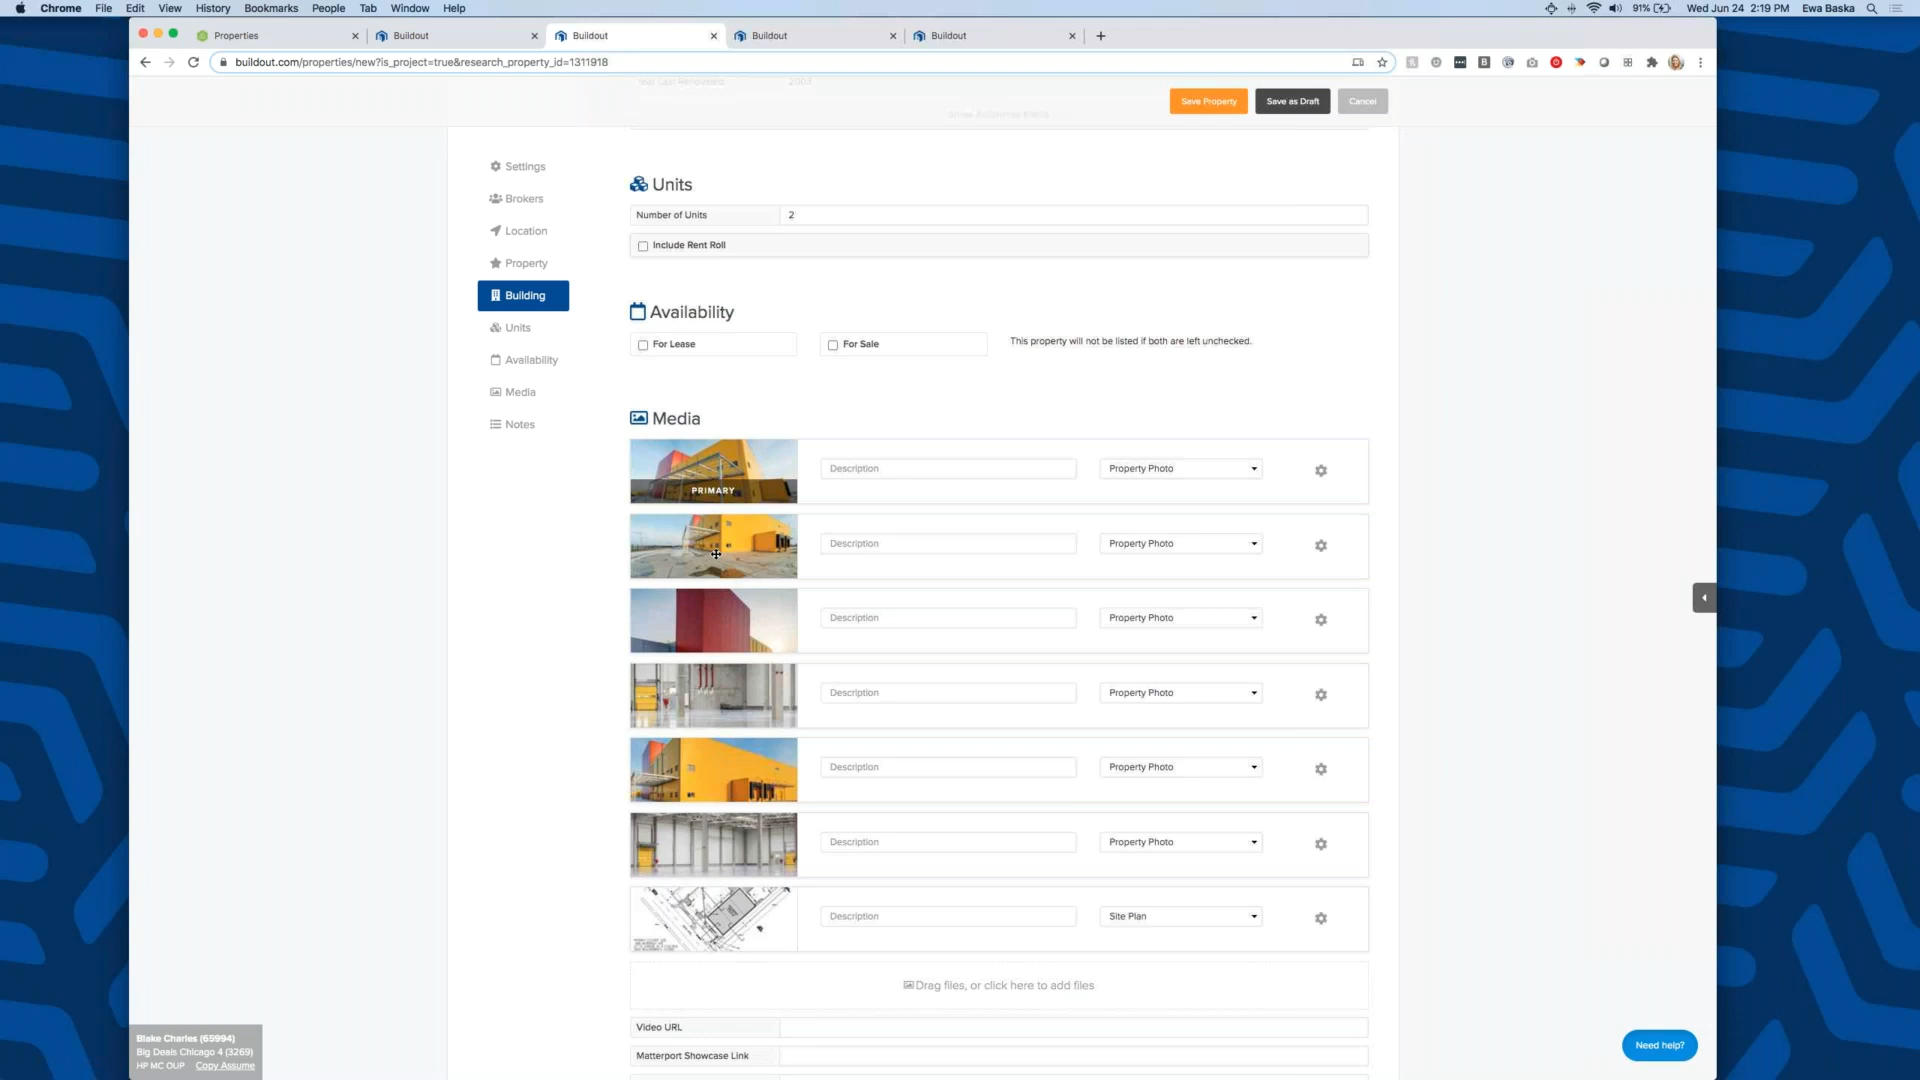 Chrome File Edit View History Bookmarks People Tab Window Help 91% Wed Jun 24 2:19 PM Ewa Baska
Properties Buildout Buildout Buildout Buildout
buildout.com/properties/new?is_project=true&research_property_id=1311918
Year Last Renovated 2003
Save Property Save as Draft Cancel
Settings
Brokers
Location
Property
Building
Units
Availability
Media
Notes
Units
Number of Units 2
Include Rent Roll
Availability
For Lease For Sale This property will not be listed if both are left unchecked.
Media
PRIMARY
Description Property Photo
Description Property Photo
Description Property Photo
Description Property Photo
Description Property Photo
Description Property Photo
Description Site Plan
Drag files, or click here to add files
Video URL
Matterport Showcase Link
Blake Charles (65994)
Big Deals Chicago 4 (3269)
HP MC OUP Copy Assume
Need help?